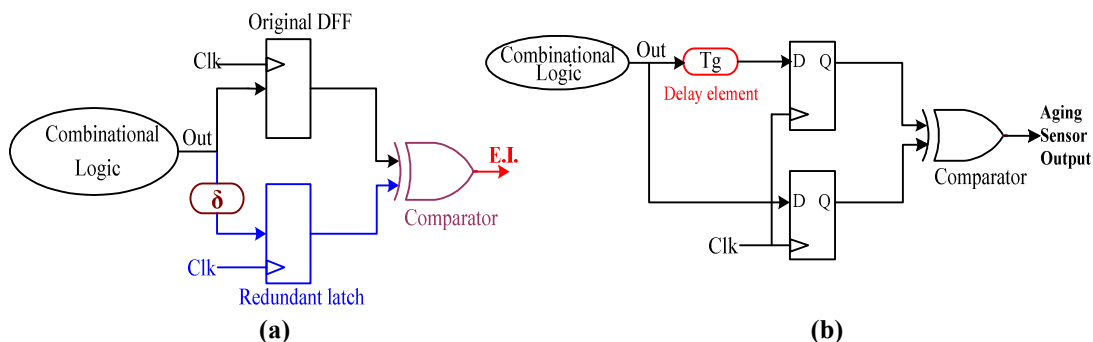 Original DFF
Clk
Combinational
Logic
Out
δ
E.I.
Comparator
Clk
Redundant latch
(a)
Combinational
Logic
Out
Tg
Delay element
D Q
Aging
Sensor
Output
Comparator
D Q
Clk
(b)